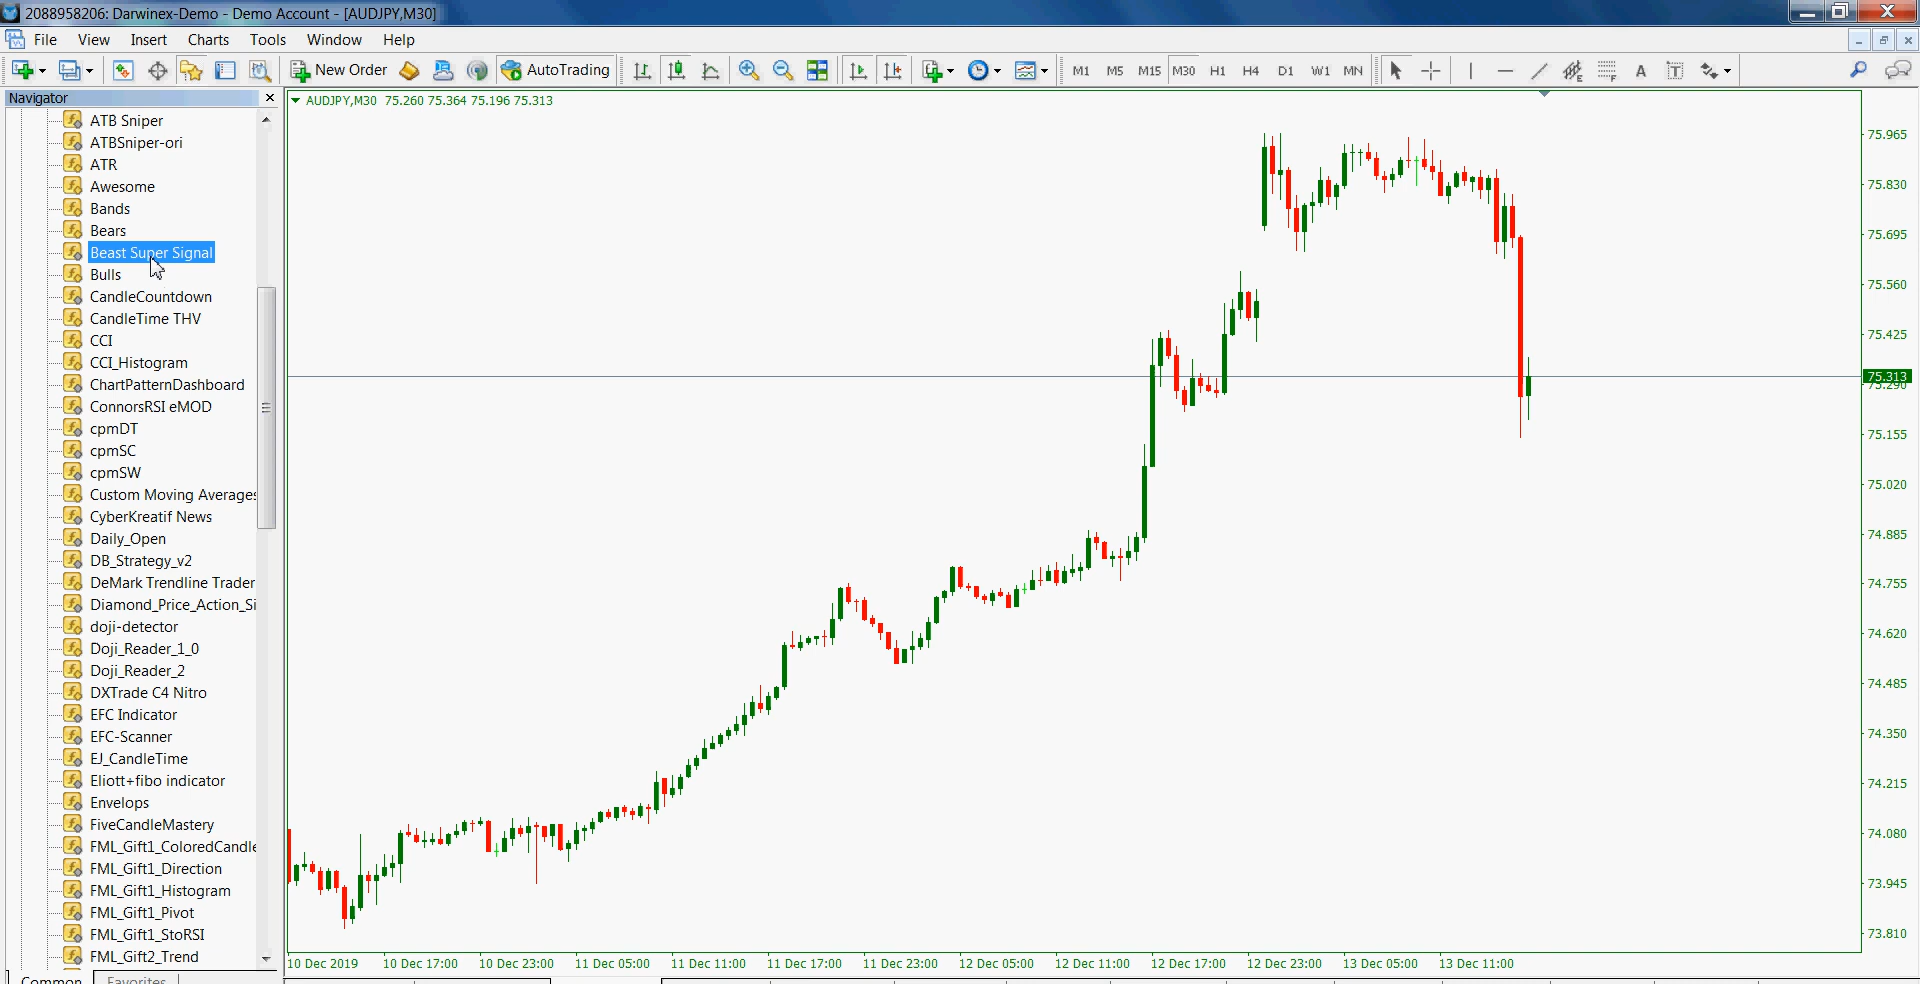 2088958206: Darwinex-Demo - Demo Account - [AUDJPY,M30]
File View Insert Charts Tools Window Help
New Order AutoTrading M1 M5 M15 M30 H1 H4 D1 W1 MN A T
Navigator
AUDJPY,M30 75.260 75.364 75.196 75.313
ATB Sniper
ATBSniper-ori
ATR
Awesome
Bands
Bears
Beast Super Signal
Bulls
CandleCountdown
CandleTime THV
CCI
CCI_Histogram
ChartPatternDashboard
ConnorsRSI eMOD
cpmDT
cpmSC
cpmSW
Custom Moving Averages
CyberKreatif News
Daily_Open
DB_Strategy_v2
DeMark Trendline Trader
Diamond_Price_Action_Si
doji-detector
Doji_Reader_1_0
Doji_Reader_2
DXTrade C4 Nitro
EFC Indicator
EFC-Scanner
EJ_CandleTime
Eliott+fibo indicator
Envelops
FiveCandleMastery
FML_Gift1_ColoredCandle
FML_Gift1_Direction
FML_Gift1_Histogram
FML_Gift1_Pivot
FML_Gift1_StoRSI
FML_Gift2_Trend
Common Favorites
75.965
75.830
75.695
75.560
75.425
75.313
75.290
75.155
75.020
74.885
74.755
74.620
74.485
74.350
74.215
74.080
73.945
73.810
10 Dec 2019 10 Dec 17:00 10 Dec 23:00 11 Dec 05:00 11 Dec 11:00 11 Dec 17:00 11 Dec 23:00 12 Dec 05:00 12 Dec 11:00 12 Dec 17:00 12 Dec 23:00 13 Dec 05:00 13 Dec 11:00